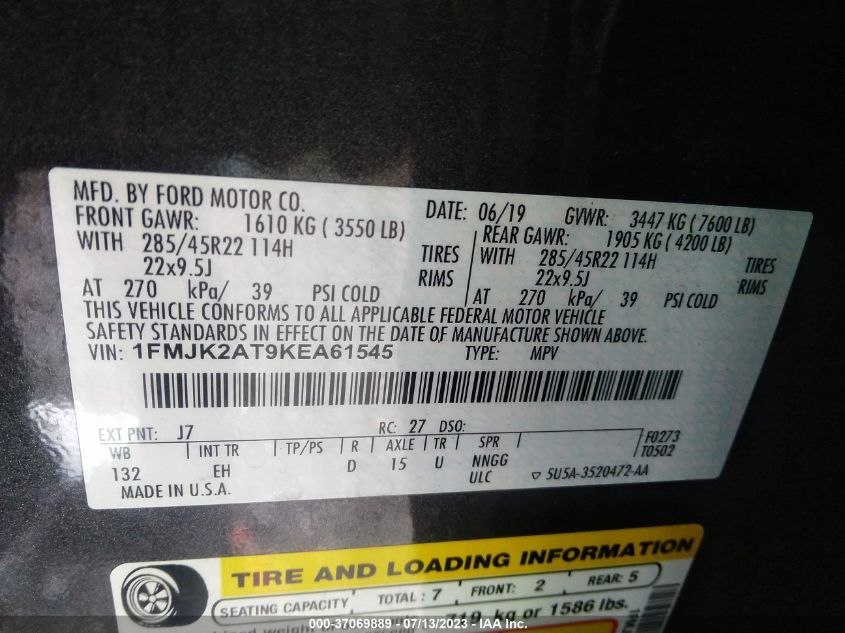 MFD. BY FORD MOTOR CO. DATE: 06/19 GVWR: 3447 KG ( 7600 LB)
FRONT GAWR: 1610 KG ( 3550 LB) REAR GAWR: 1905 KG ( 4200 LB)
WITH 285/45R22 114H TIRES WITH 285/45R22 114H TIRES
22x9.5J RIMS 22x9.5J RIMS
AT 270 kPa/ 39 PSI COLD AT 270 kPa/ 39 PSI COLD
THIS VEHICLE CONFORMS TO ALL APPLICABLE FEDERAL MOTOR VEHICLE
SAFETY STANDARDS IN EFFECT ON THE DATE OF MANUFACTURE SHOWN ABOVE.
VIN: 1FMJK2AT9KEA61545 TYPE: MPV
EXT PNT: J7 RC: 27 DSO:
WB INT TR TP/PS R AXLE TR SPR F0273
132 EH D 15 U NNGG T0502
ULC ▽ 5U5A-3520472-AA
MADE IN U.S.A.
TIRE AND LOADING INFORMATION
SEATING CAPACITY TOTAL : 7 FRONT: 2 REAR: 5
kg or 1586 lbs.
000-37069889 - 07/13/2023 - IAA Inc.